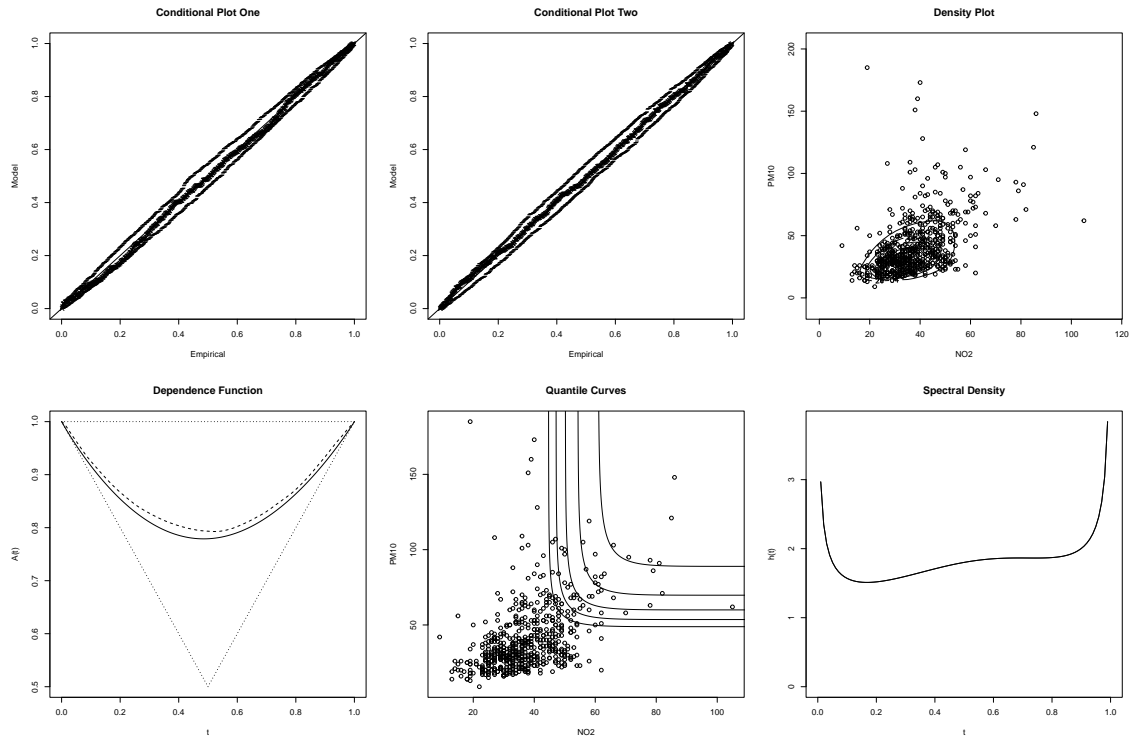 Conditional Plot One
Model
0.0 0.2 0.4 0.6 0.8 1.0
0.0 0.2 0.4 0.6 0.8 1.0
Empirical
Conditional Plot Two
Model
0.0 0.2 0.4 0.6 0.8 1.0
0.0 0.2 0.4 0.6 0.8 1.0
Empirical
Density Plot
PM10
0 50 100 150 200
0 20 40 60 80 100 120
NO2
Dependence Function
A(t)
0.5 0.6 0.7 0.8 0.9 1.0
0.0 0.2 0.4 0.6 0.8 1.0
t
Quantile Curves
PM10
50 100 150
20 40 60 80 100
NO2
Spectral Density
h(t)
0 1 2 3
0.0 0.2 0.4 0.6 0.8 1.0
t